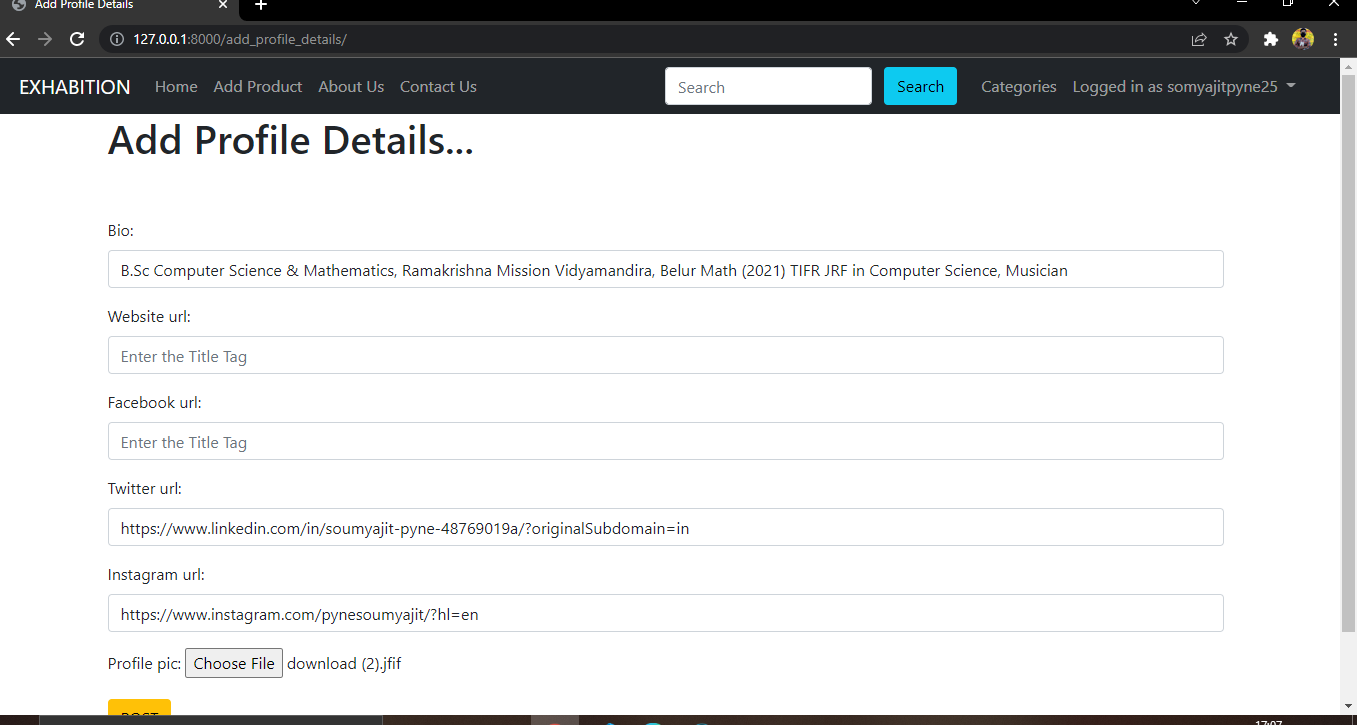 Add Profile Details
127.0.0.1:8000/add_profile_details/
EXHABITION Home Add Product About Us Contact Us Search Search Categories Logged in as somyajitpyne25
Add Profile Details...
Bio:
B.Sc Computer Science & Mathematics, Ramakrishna Mission Vidyamandira, Belur Math (2021) TIFR JRF in Computer Science, Musician
Website url:
Enter the Title Tag
Facebook url:
Enter the Title Tag
Twitter url:
https://www.linkedin.com/in/soumyajit-pyne-48769019a/?originalSubdomain=in
Instagram url:
https://www.instagram.com/pynesoumyajit/?hl=en
Profile pic: Choose File download (2).jfif
POST
17:07